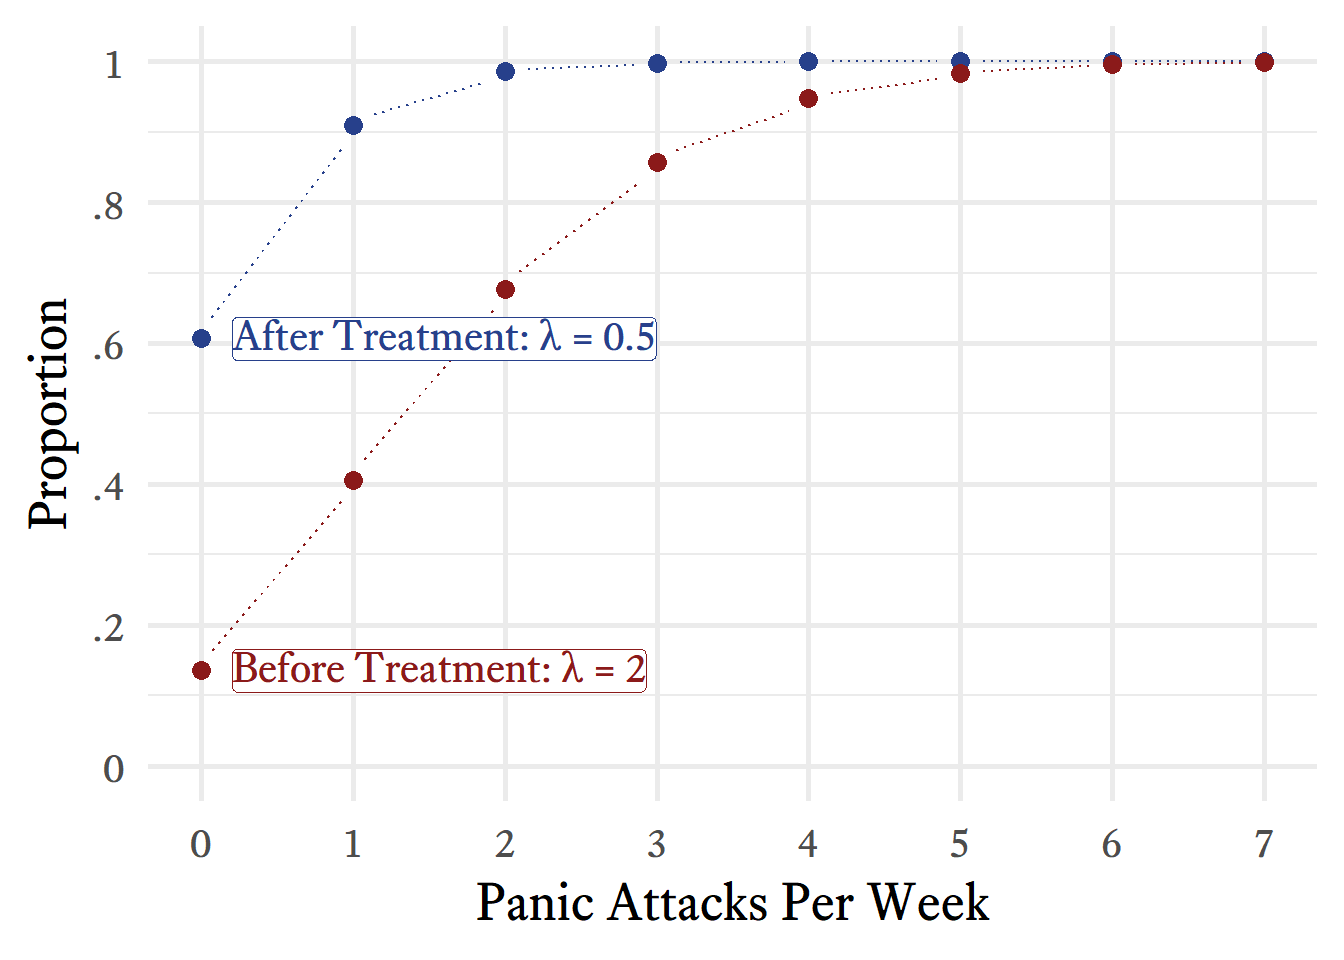 1
.8
.6
.4
.2
0
Proportion
After Treatment: λ = 0.5
Before Treatment: λ = 2
0 1 2 3 4 5 6 7
Panic Attacks Per Week